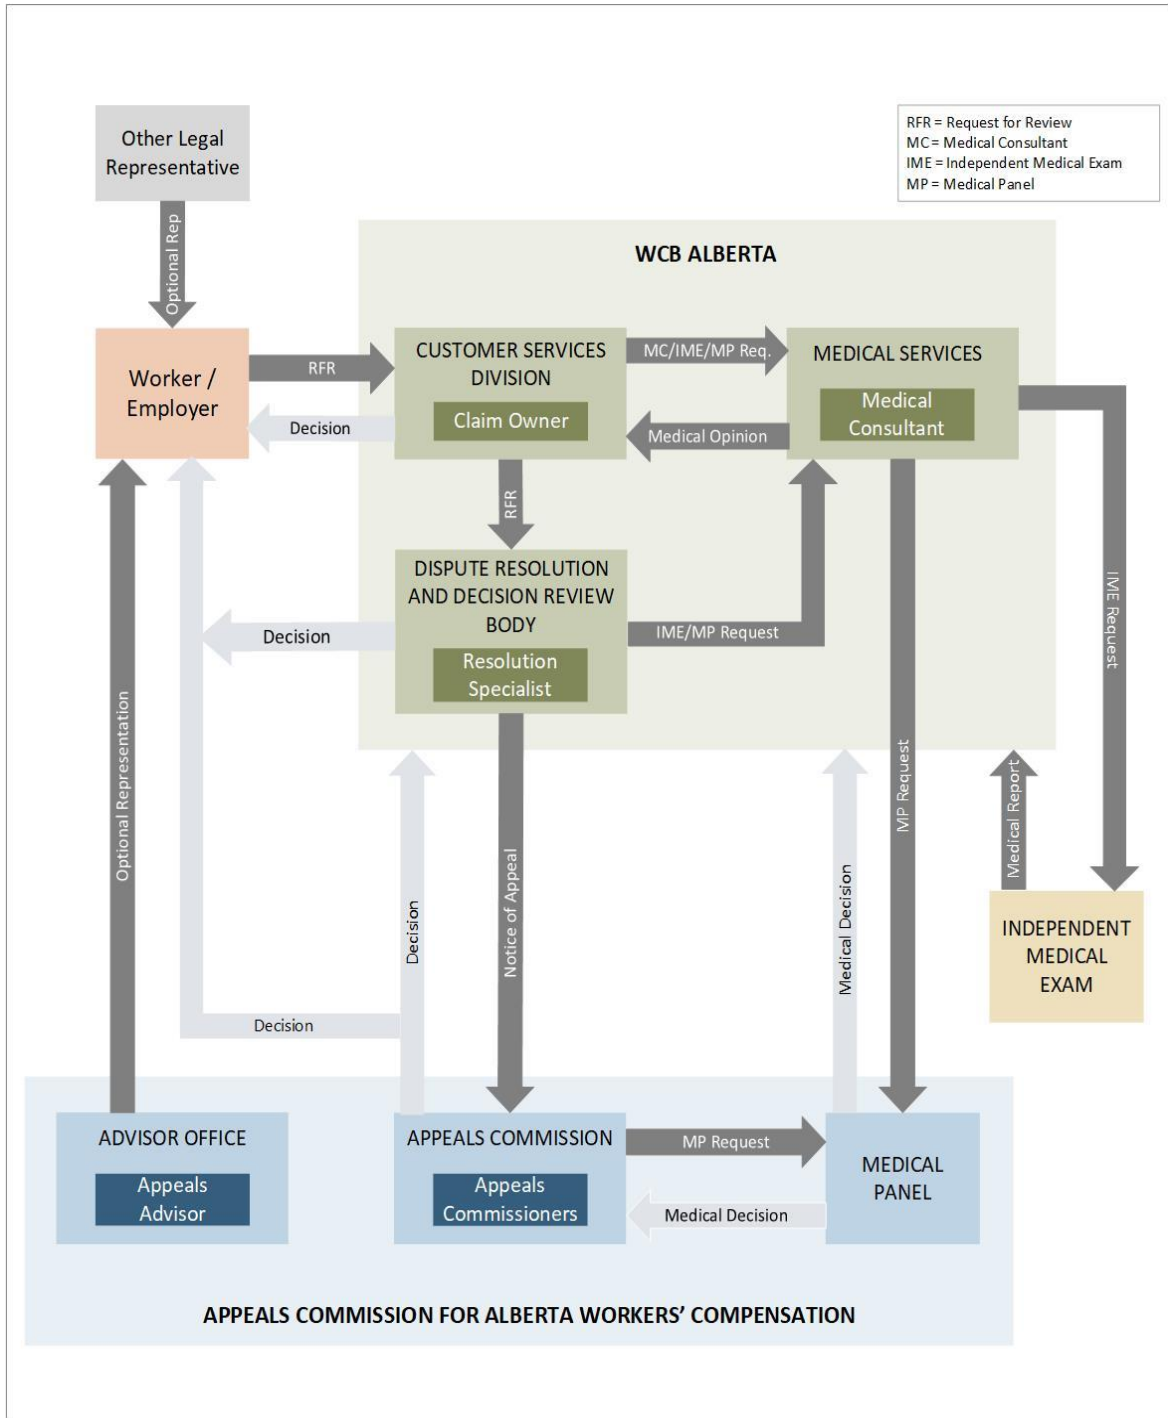 Other Legal
Representative
RFR = Request for Review
MC = Medical Consultant
IME = Independent Medical Exam
MP = Medical Panel
Optional Rep
WCB ALBERTA
Worker /
Employer
RFR
CUSTOMER SERVICES
DIVISION
Claim Owner
MC/IME/MP Req.
MEDICAL SERVICES
Medical
Consultant
Decision
Medical Opinion
RFR
DISPUTE RESOLUTION
AND DECISION REVIEW
BODY
Resolution
Specialist
Decision
IME/MP Request
IME Request
Optional Representation
MP Request
Medical Report
Notice of Appeal
Decision
Medical Decision
INDEPENDENT
MEDICAL
EXAM
Decision
ADVISOR OFFICE
Appeals
Advisor
APPEALS COMMISSION
Appeals
Commissioners
MP Request
Medical Decision
MEDICAL
PANEL
APPEALS COMMISSION FOR ALBERTA WORKERS’ COMPENSATION